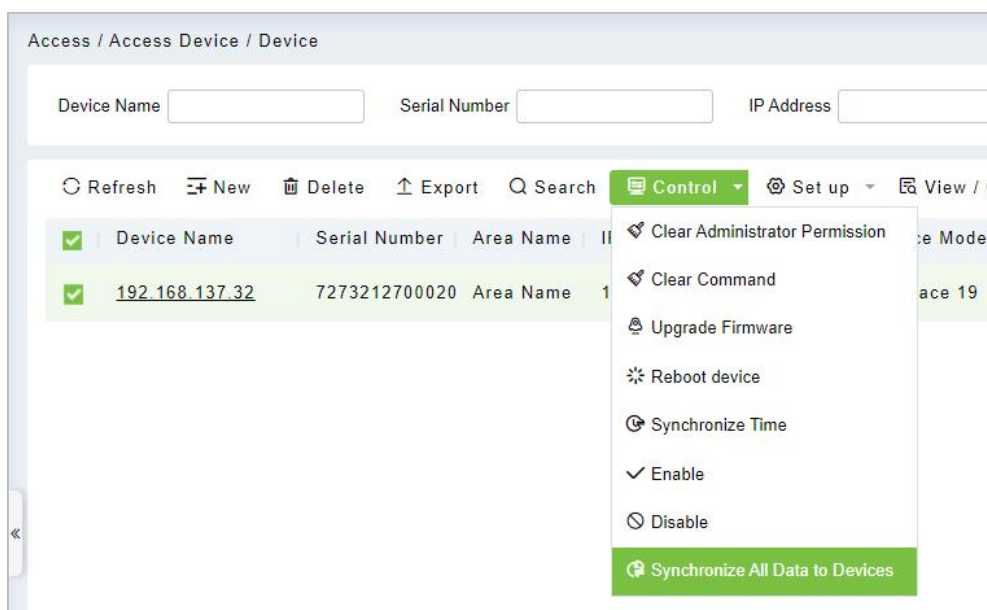 Access / Access Device / Device
Device Name Serial Number IP Address
Refresh New Delete Export Search Control Set up View /
Device Name Serial Number Area Name
192.168.137.32 7273212700020 Area Name 1 ace 19
Clear Administrator Permission
Clear Command
Upgrade Firmware
Reboot device
Synchronize Time
Enable
Disable
Synchronize All Data to Devices